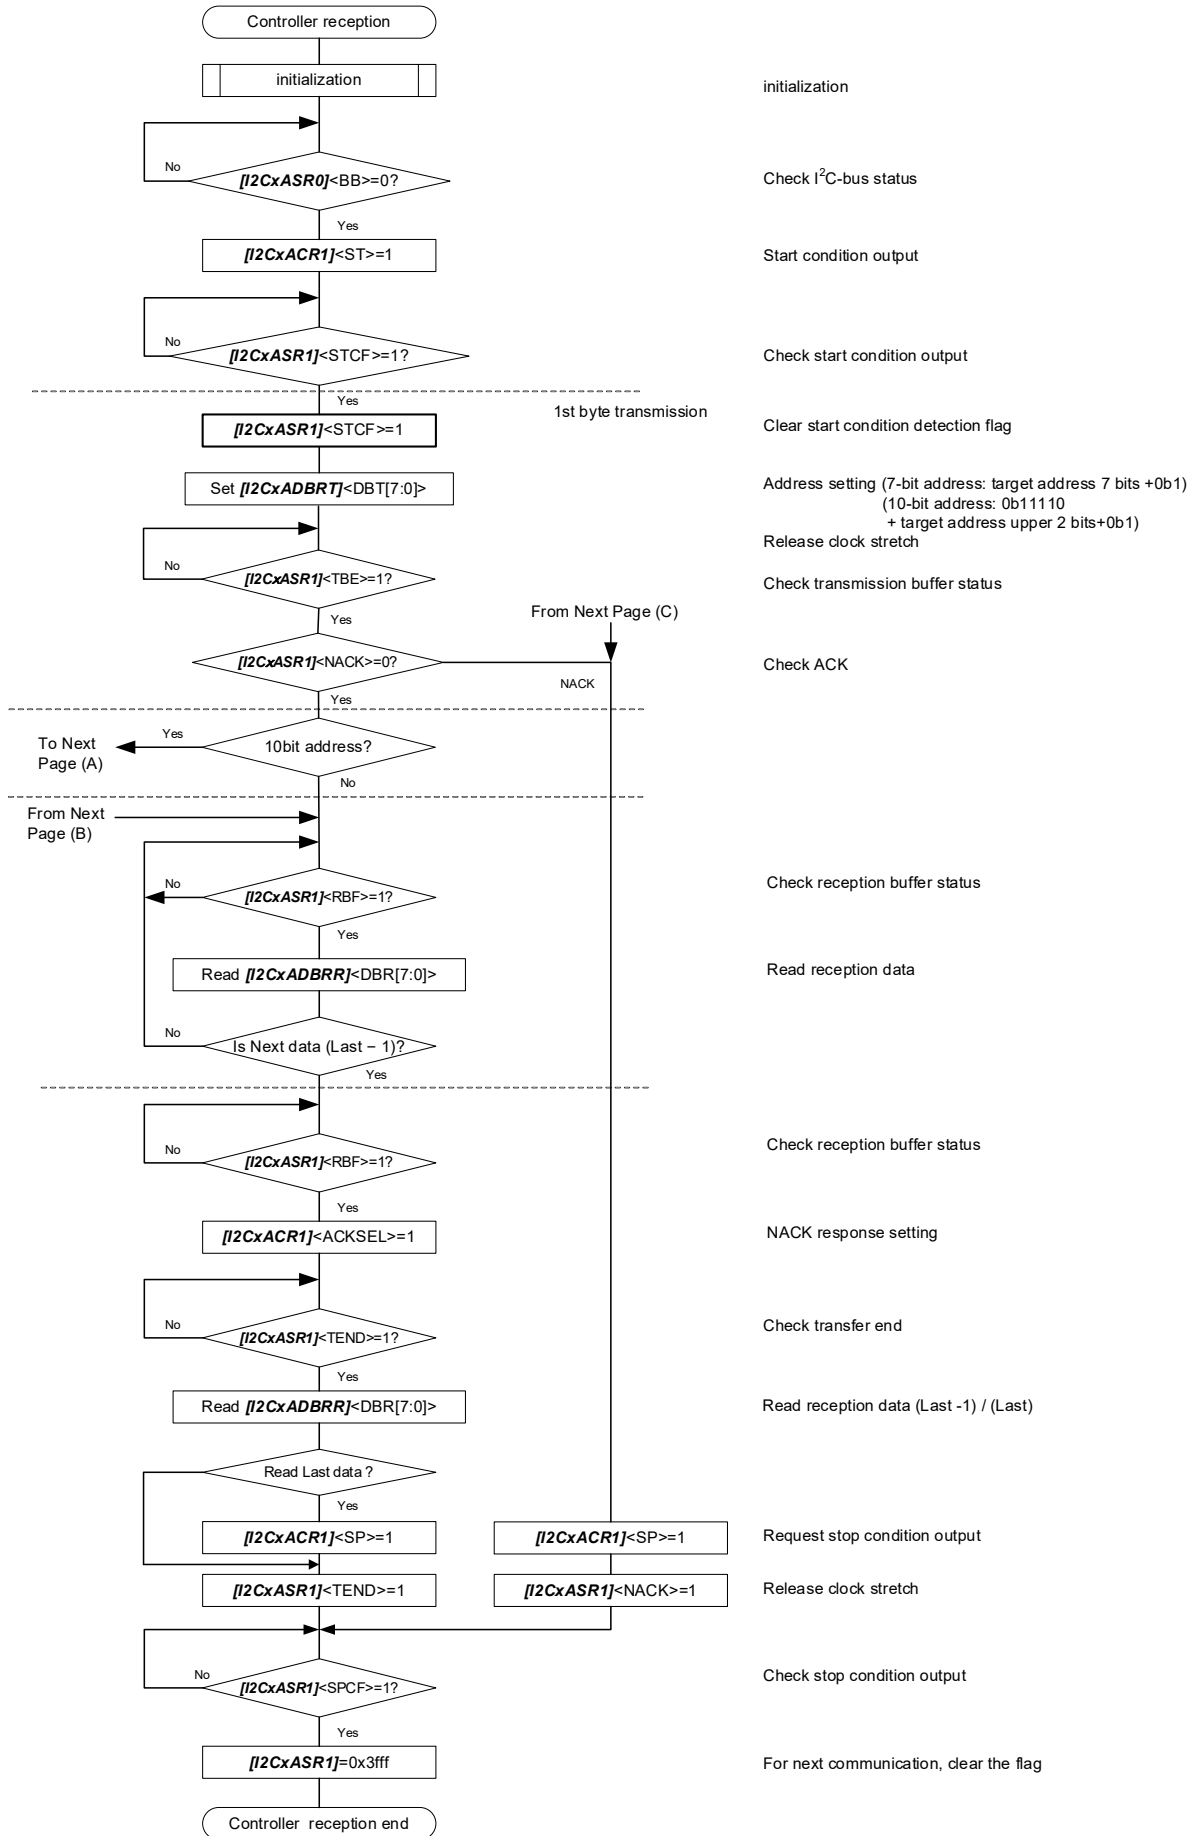 Controller reception
initialization
initialization
No
[I2CxASR0]<BB>=0?
Check I2C-bus status
Yes
[I2CxACR1]<ST>=1
Start condition output
No
[I2CxASR1]<STCF>=1?
Check start condition output
Yes
1st byte transmission
[I2CxASR1]<STCF>=1
Clear start condition detection flag
Set [I2CxADBRT]<DBT[7:0]>
Address setting (7-bit address: target address 7 bits +0b1)
(10-bit address: 0b11110
+ target address upper 2 bits+0b1)
Release clock stretch
No
[I2CxASR1]<TBE>=1?
Check transmission buffer status
Yes
From Next Page (C)
[I2CxASR1]<NACK>=0?
Check ACK
NACK
Yes
To Next
Page (A)
Yes
10bit address?
No
From Next
Page (B)
No
[I2CxASR1]<RBF>=1?
Check reception buffer status
Yes
Read [I2CxADBRR]<DBR[7:0]>
Read reception data
No
Is Next data (Last − 1)?
Yes
No
[I2CxASR1]<RBF>=1?
Check reception buffer status
Yes
[I2CxACR1]<ACKSEL>=1
NACK response setting
No
[I2CxASR1]<TEND>=1?
Check transfer end
Yes
Read [I2CxADBRR]<DBR[7:0]>
Read reception data (Last -1) / (Last)
Read Last data ?
Yes
[I2CxACR1]<SP>=1
[I2CxACR1]<SP>=1
Request stop condition output
[I2CxASR1]<TEND>=1
[I2CxASR1]<NACK>=1
Release clock stretch
No
[I2CxASR1]<SPCF>=1?
Check stop condition output
Yes
[I2CxASR1]=0x3fff
For next communication, clear the flag
Controller reception end